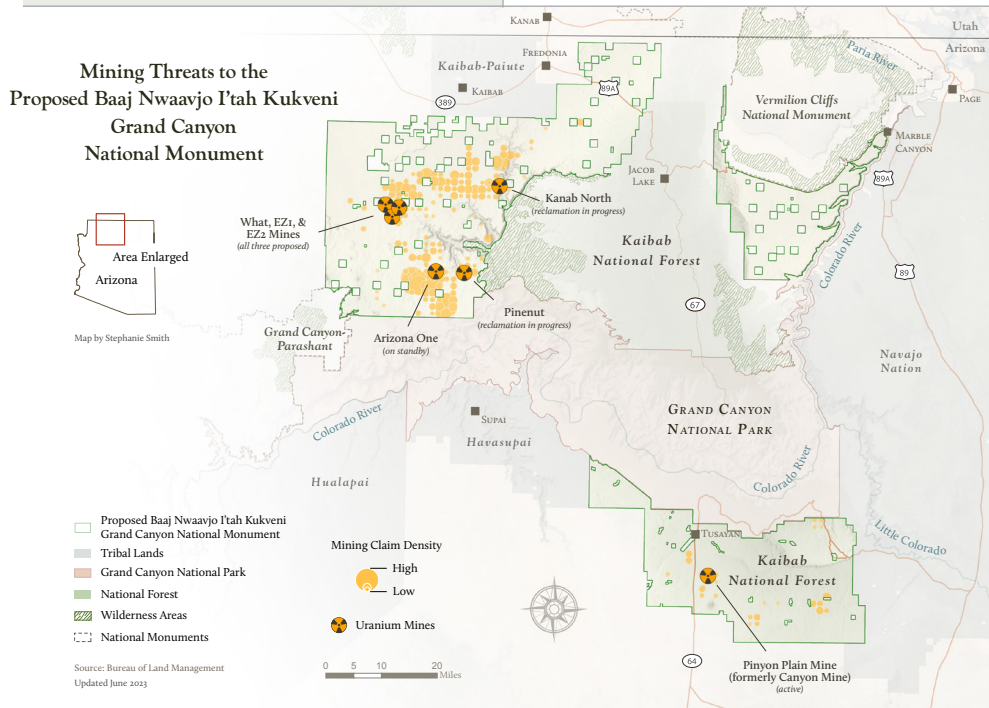 Mining Threats to the
Proposed Baaj Nwaavjo I'tah Kukveni
Grand Canyon
National Monument
Area Enlarged
Arizona
Map by Stephanie Smith
KANAB
Utah
Arizona
FREDONIA
Kaibab-Paiute
KAIBAB
389
89A
Paria River
PAGE
Vermilion Cliffs
National Monument
MARBLE
CANYON
89A
JACOB
LAKE
Kanab North
(reclamation in progress)
What, EZ1, &
EZ2 Mines
(all three proposed)
Kaibab
National Forest
Colorado River
89
67
Pinenut
(reclamation in progress)
Arizona One
(on standby)
Grand Canyon-
Parashant
Navajo
Nation
Colorado River
SUPAI
Havasupai
GRAND CANYON
NATIONAL PARK
Hualapai
Colorado River
Little Colorado
TUSAYAN
Kaibab
National Forest
64
Pinyon Plain Mine
(formerly Canyon Mine)
(active)
Proposed Baaj Nwaavjo I'tah Kukveni
Grand Canyon National Monument
Tribal Lands
Grand Canyon National Park
National Forest
Wilderness Areas
National Monuments
Mining Claim Density
High
Low
Uranium Mines
Source: Bureau of Land Management
Updated June 2023
0 5 10 20
Miles